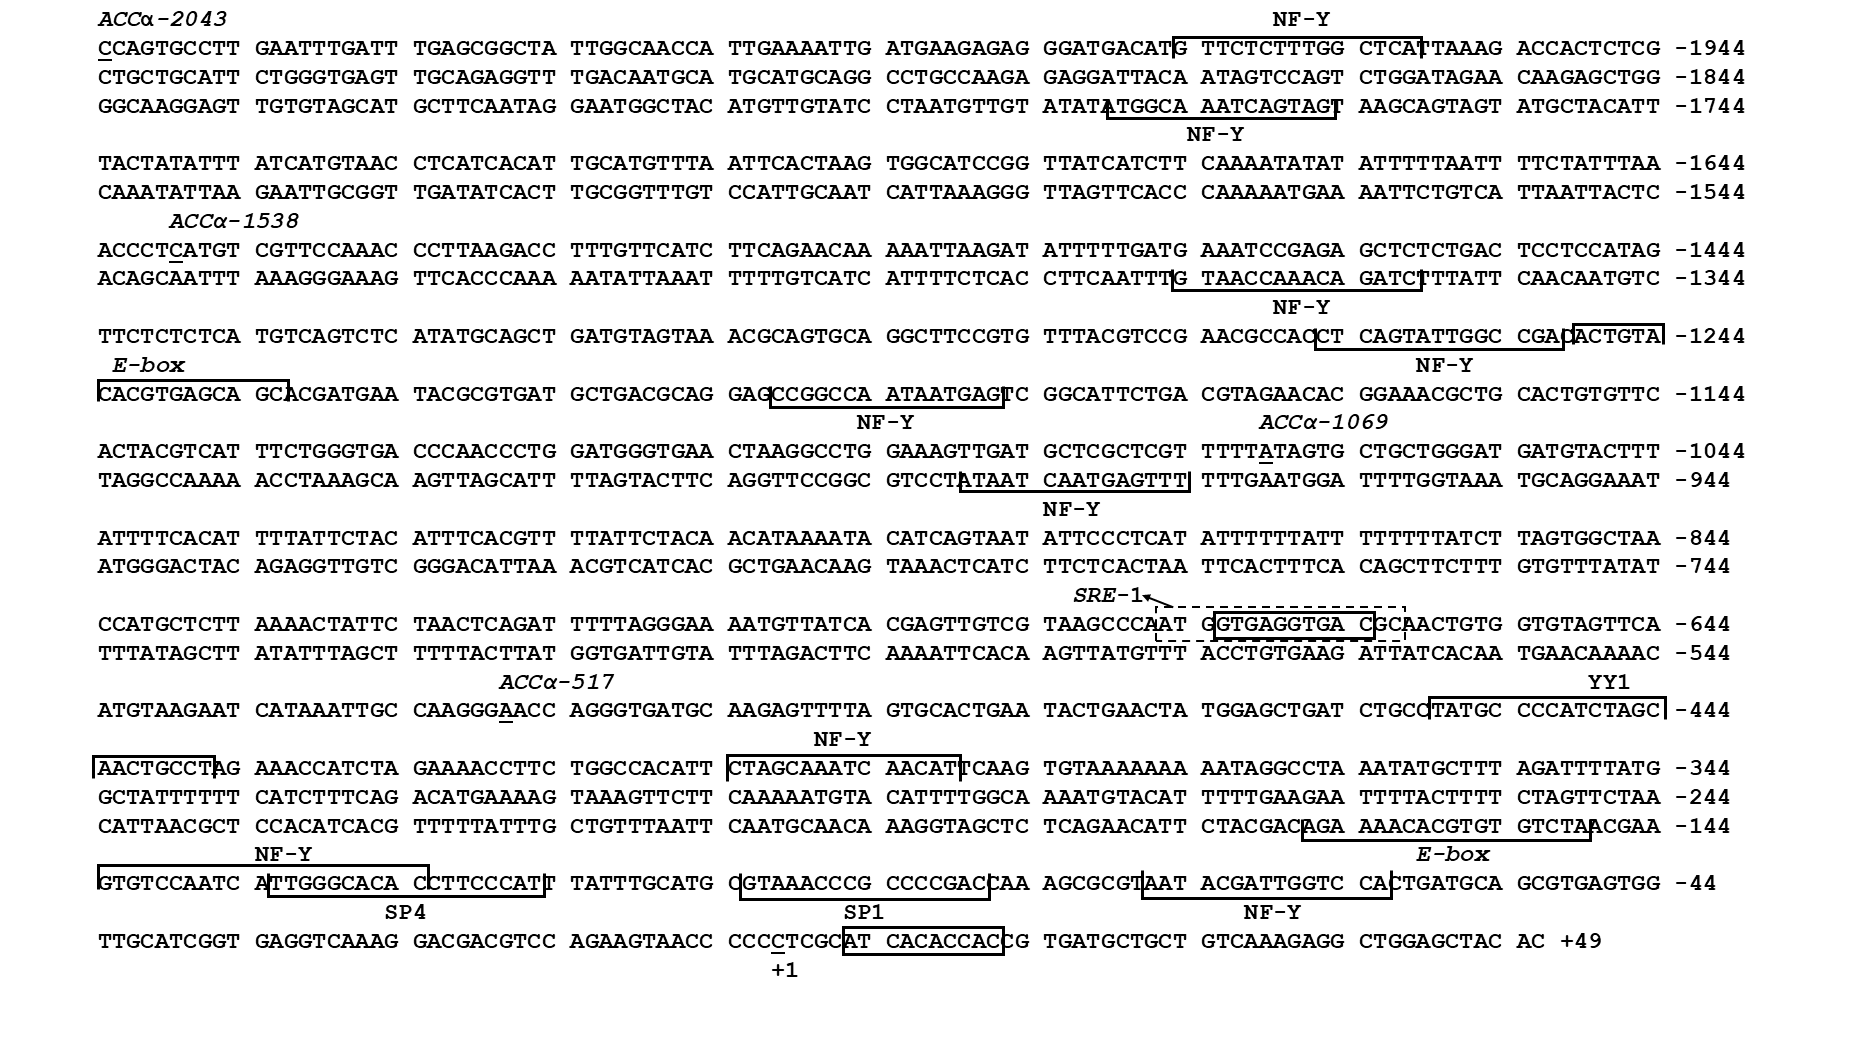 ACCα-2043 NF-Y
CCAGTGCCTT GAATTTGATT TGAGCGGCTA TTGGCAACCA TTGAAAATTG ATGAAGAGAG GGATGACATG TTCTCTTTGG CTCATTAAAG ACCACTCTCG -1944
CTGCTGCATT CTGGGTGAGT TGCAGAGGTT TGACAATGCA TGCATGCAGG CCTGCCAAGA GAGGATTACA ATAGTCCAGT CTGGATAGAA CAAGAGCTGG -1844
GGCAAGGAGT TGTGTAGCAT GCTTCAATAG GAATGGCTAC ATGTTGTATC CTAATGTTGT ATATATGGCA AATCAGTAGT AAGCAGTAGT ATGCTACATT -1744
NF-Y
TACTATATTT ATCATGTAAC CTCATCACAT TGCATGTTTA ATTCACTAAG TGGCATCCGG TTATCATCTT CAAAATATAT ATTTTTAATT TTCTATTTAA -1644
CAAATATTAA GAATTGCGGT TGATATCACT TGCGGTTTGT CCATTGCAAT CATTAAAGGG TTAGTTCACC CAAAAATGAA AATTCTGTCA TTAATTACTC -1544
ACCα-1538
ACCCTCATGT CGTTCCAAAC CCTTAAGACC TTTGTTCATC TTCAGAACAA AAATTAAGAT ATTTTTGATG AAATCCGAGA GCTCTCTGAC TCCTCCATAG -1444
ACAGCAATTT AAAGGGAAAG TTCACCCAAA AATATTAAAT TTTTGTCATC ATTTTCTCAC CTTCAATTTG TAACCAAACA GATCTTTATT CAACAATGTC -1344
NF-Y
TTCTCTCTCA TGTCAGTCTC ATATGCAGCT GATGTAGTAA ACGCAGTGCA GGCTTCCGTG TTTACGTCCG AACGCCACCT CAGTATTGGC CGACACTGTA -1244
E-box NF-Y
CACGTGAGCA GCACGATGAA TACGCGTGAT GCTGACGCAG GAGCCGGCCA ATAATGAGTC GGCATTCTGA CGTAGAACAC GGAAACGCTG CACTGTGTTC -1144
NF-Y ACCα-1069
ACTACGTCAT TTCTGGGTGA CCCAACCCTG GATGGGTGAA CTAAGGCCTG GAAAGTTGAT GCTCGCTCGT TTTTATAGTG CTGCTGGGAT GATGTACTTT -1044
TAGGCCAAAA ACCTAAAGCA AGTTAGCATT TTAGTACTTC AGGTTCCGGC GTCCTATAAT CAATGAGTTT TTTGAATGGA TTTTGGTAAA TGCAGGAAAT -944
NF-Y
ATTTTCACAT TTTATTCTAC ATTTCACGTT TTATTCTACA ACATAAAATA CATCAGTAAT ATTCCCTCAT ATTTTTTATT TTTTTTATCT TAGTGGCTAA -844
ATGGGACTAC AGAGGTTGTC GGGACATTAA ACGTCATCAC GCTGAACAAG TAAACTCATC TTCTCACTAA TTCACTTTCA CAGCTTCTTT GTGTTTATAT -744
SRE-1
CCATGCTCTT AAAACTATTC TAACTCAGAT TTTTAGGGAA AATGTTATCA CGAGTTGTCG TAAGCCCAAT GGTGAGGTGA CGCAACTGTG GTGTAGTTCA -644
TTTATAGCTT ATATTTAGCT TTTTACTTAT GGTGATTGTA TTTAGACTTC AAAATTCACA AGTTATGTTT ACCTGTGAAG ATTATCACAA TGAACAAAAC -544
ACCα-517 YY1
ATGTAAGAAT CATAAATTGC CAAGGGAACC AGGGTGATGC AAGAGTTTTA GTGCACTGAA TACTGAACTA TGGAGCTGAT CTGCCTATGC CCCATCTAGC -444
NF-Y
AACTGCCTAG AAACCATCTA GAAAACCTTC TGGCCACATT CTAGCAAATC AACATTCAAG TGTAAAAAAA AATAGGCCTA AATATGCTTT AGATTTTATG -344
GCTATTTTTT CATCTTTCAG ACATGAAAAG TAAAGTTCTT CAAAAATGTA CATTTTGGCA AAATGTACAT TTTTGAAGAA TTTTACTTTT CTAGTTCTAA -244
CATTAACGCT CCACATCACG TTTTTATTTG CTGTTTAATT CAATGCAACA AAGGTAGCTC TCAGAACATT CTACGACAGA AAACACGTGT GTCTAACGAA -144
NF-Y E-box
GTGTCCAATC ATTGGGCACA CCTTCCCATT TATTTGCATG CGTAAACCCG CCCCGACCAA AGCGCGTAAT ACGATTGGTC CACTGATGCA GCGTGAGTGG -44
SP4 SP1 NF-Y
TTGCATCGGT GAGGTCAAAG GACGACGTCC AGAAGTAACC CCCCTCGCAT CACACCACCG TGATGCTGCT GTCAAAGAGG CTGGAGCTAC AC +49
+1